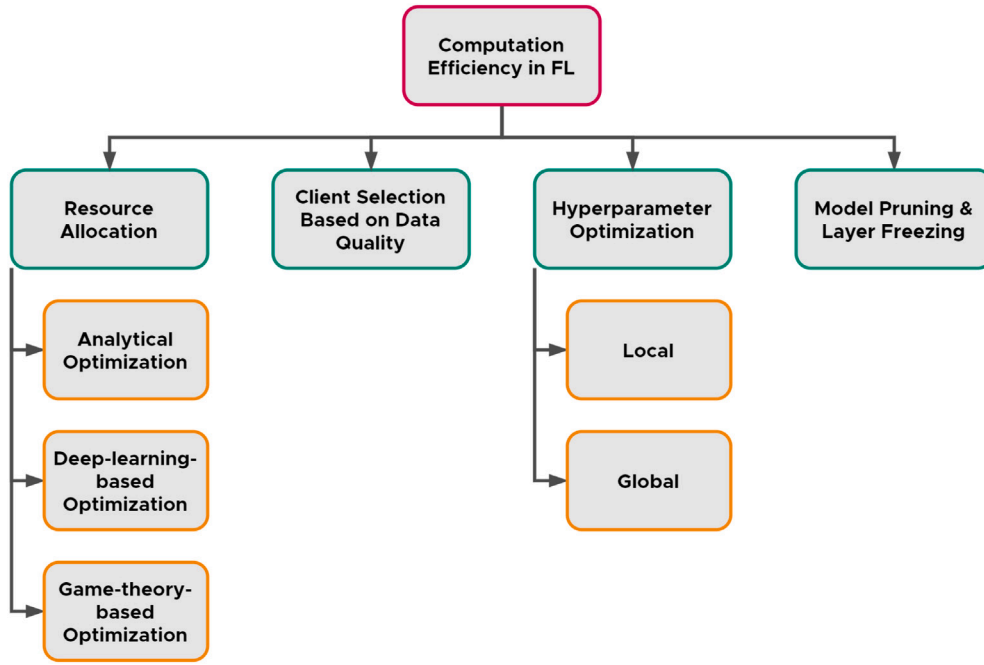 Computation
Efficiency in FL
Resource
Allocation
Client Selection
Based on Data
Quality
Hyperparameter
Optimization
Model Pruning &
Layer Freezing
Analytical
Optimization
Local
Deep-learning-
based
Optimization
Global
Game-theory-
based
Optimization